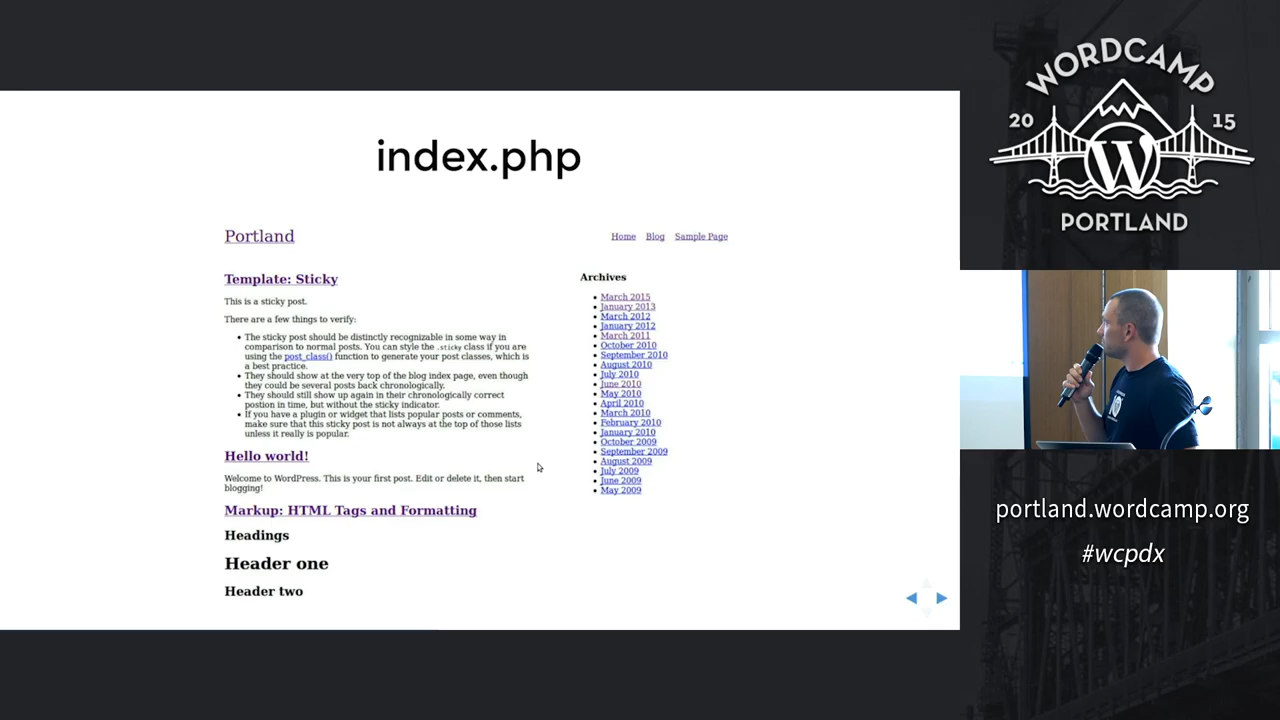 index.php
Portland
Home Blog Sample Page
Template: Sticky
This is a sticky post.
There are a few things to verify:
The sticky post should be distinctly recognizable in some way in
comparison to normal posts. You can style the .sticky class if you are
using the post_class() function to generate your post classes, which is
a best practice.
They should show at the very top of the blog index page, even though
they could be several posts back chronologically.
They should still show up again in their chronologically correct
postion in time, but without the sticky indicator.
If you have a plugin or widget that lists popular posts or comments,
make sure that this sticky post is not always at the top of those lists
unless it really is popular.
Hello world!
Welcome to WordPress. This is your first post. Edit or delete it, then start
blogging!
Markup: HTML Tags and Formatting
Headings
Header one
Header two
Archives
March 2015
January 2013
March 2012
January 2012
March 2011
October 2010
September 2010
August 2010
July 2010
June 2010
May 2010
April 2010
March 2010
February 2010
January 2010
October 2009
September 2009
August 2009
July 2009
June 2009
May 2009
WORDCAMP
20 15
W
PORTLAND
portland.wordcamp.org
#wcpdx